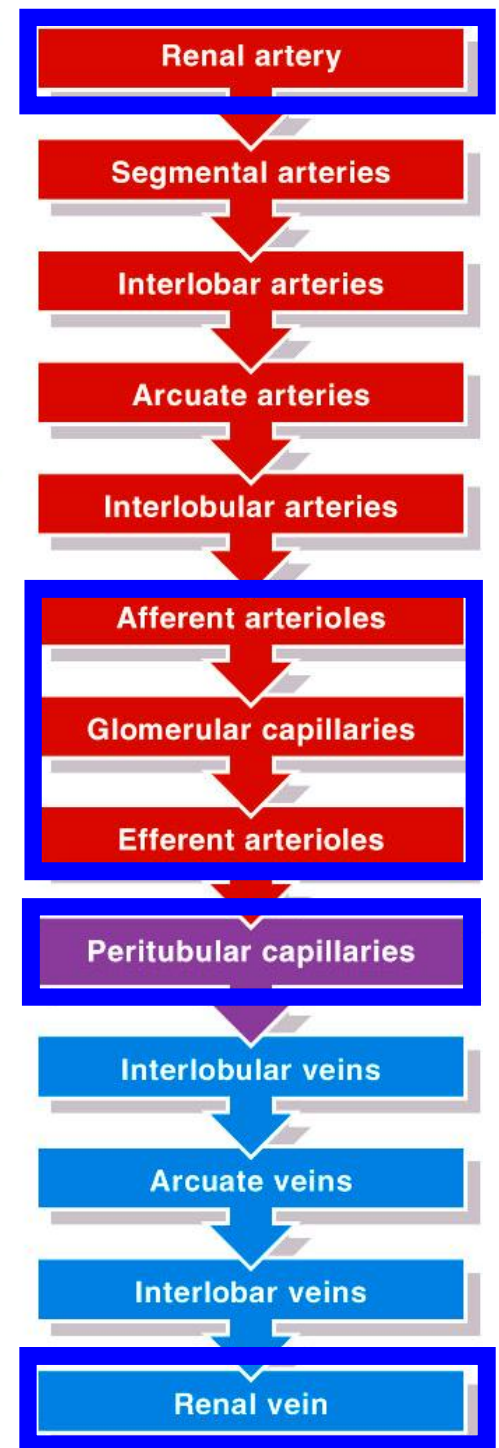 Renal artery
Segmental arteries
Interlobar arteries
Arcuate arteries
Interlobular arteries
Afferent arterioles
Glomerular capillaries
Efferent arterioles
Peritubular capillaries
Interlobular veins
Arcuate veins
Interlobar veins
Renal vein